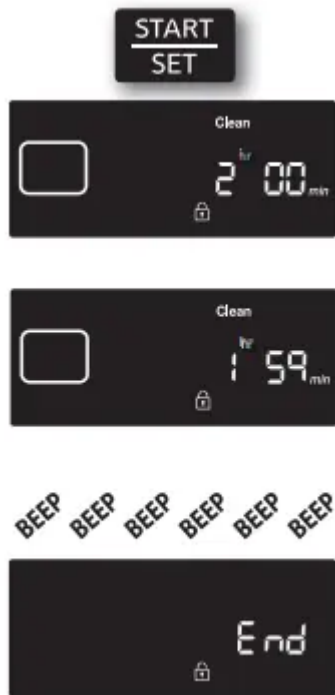 START
SET
Clean
2 hr 00 min
Clean
1 hr 59 min
BEEP BEEP BEEP BEEP BEEP BEEP
End